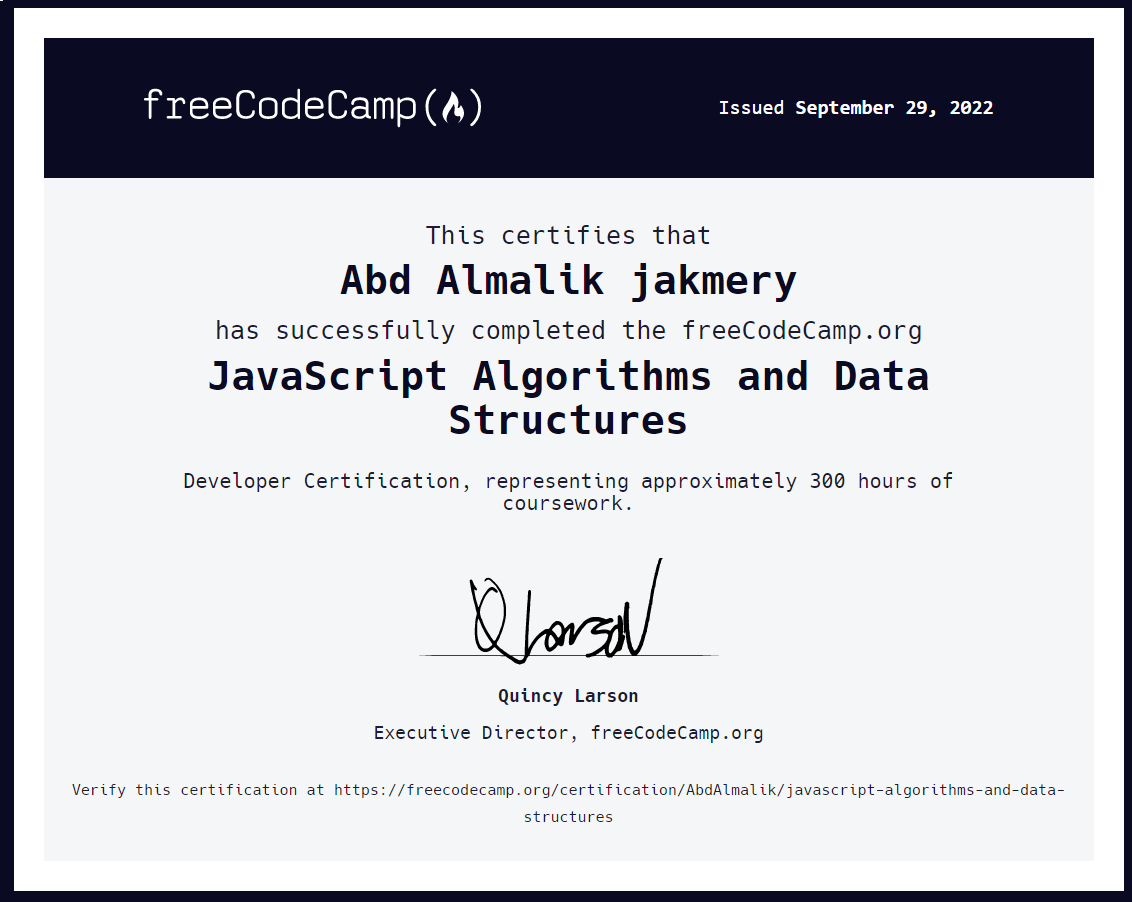 freeCodeCamp
Issued September 29, 2022
This certifies that
Abd Almalik jakmery
has successfully completed the freeCodeCamp.org
JavaScript Algorithms and Data
Structures
Developer Certification, representing approximately 300 hours of
coursework.
Q Larson
Quincy Larson
Executive Director, freeCodeCamp.org
Verify this certification at https://freecodecamp.org/certification/AbdAlmalik/javascript-algorithms-and-data-
structures